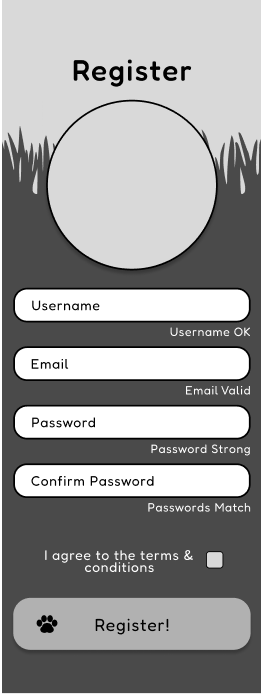 Register
Username
Username OK
Email
Email Valid
Password
Password Strong
Confirm Password
Passwords Match
I agree to the terms &
conditions
Register!